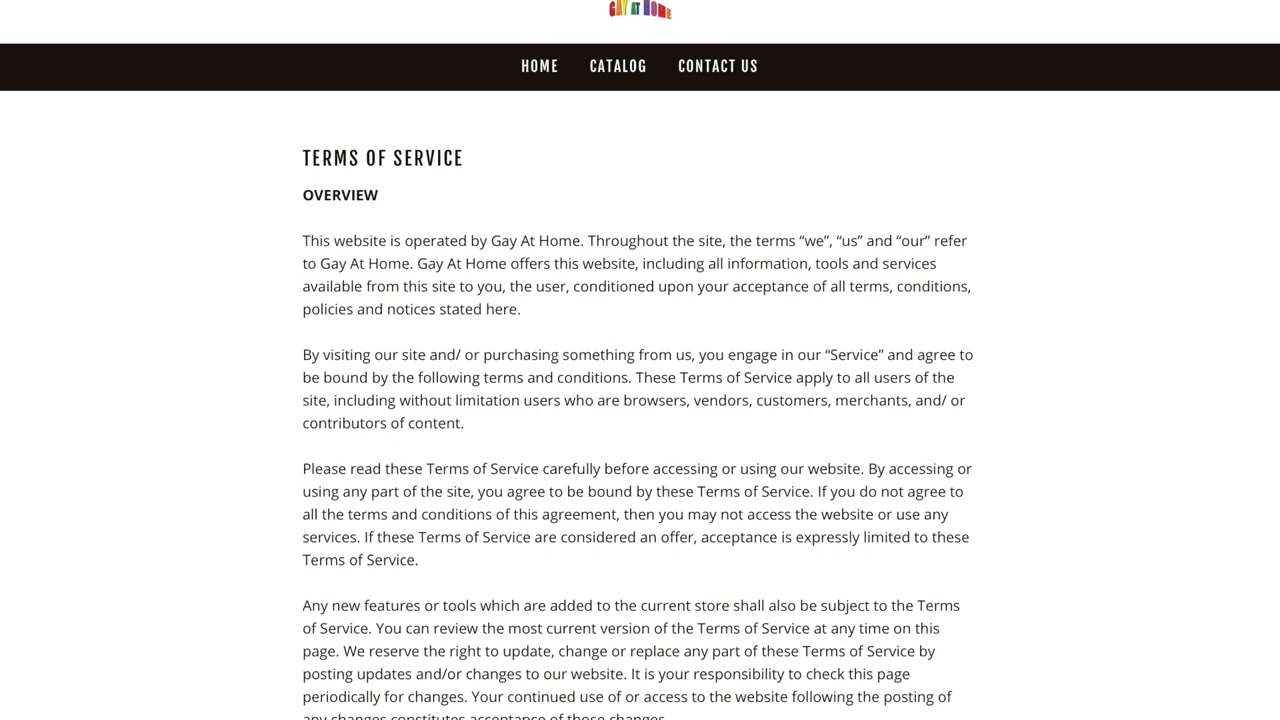 GAY AT HOME
HOME CATALOG CONTACT US
TERMS OF SERVICE
OVERVIEW
This website is operated by Gay At Home. Throughout the site, the terms “we”, “us” and “our” refer
to Gay At Home. Gay At Home offers this website, including all information, tools and services
available from this site to you, the user, conditioned upon your acceptance of all terms, conditions,
policies and notices stated here.
By visiting our site and/ or purchasing something from us, you engage in our “Service” and agree to
be bound by the following terms and conditions. These Terms of Service apply to all users of the
site, including without limitation users who are browsers, vendors, customers, merchants, and/ or
contributors of content.
Please read these Terms of Service carefully before accessing or using our website. By accessing or
using any part of the site, you agree to be bound by these Terms of Service. If you do not agree to
all the terms and conditions of this agreement, then you may not access the website or use any
services. If these Terms of Service are considered an offer, acceptance is expressly limited to these
Terms of Service.
Any new features or tools which are added to the current store shall also be subject to the Terms
of Service. You can review the most current version of the Terms of Service at any time on this
page. We reserve the right to update, change or replace any part of these Terms of Service by
posting updates and/or changes to our website. It is your responsibility to check this page
periodically for changes. Your continued use of or access to the website following the posting of
any changes constitutes acceptance of those changes.